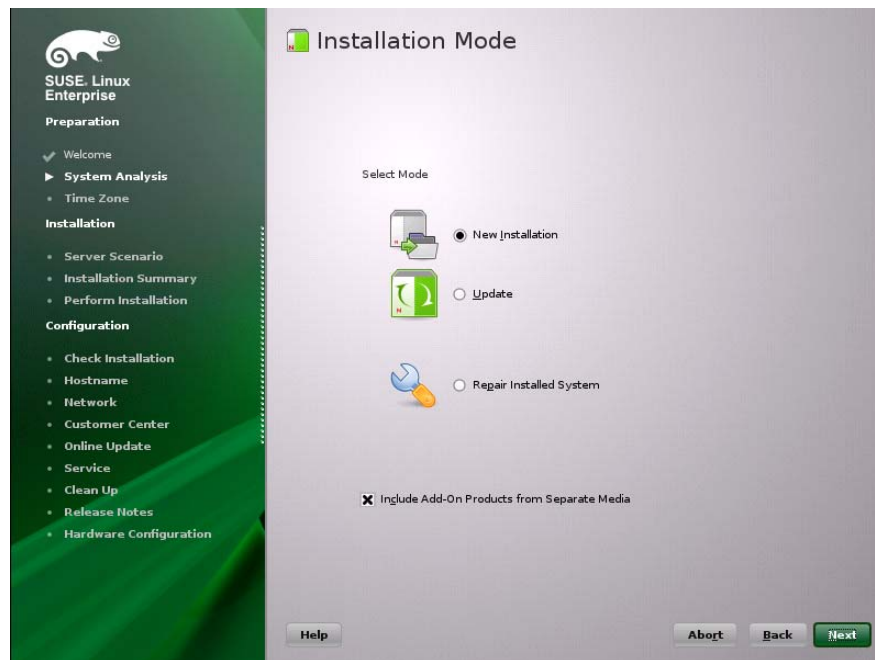 SUSE. Linux
Enterprise
Preparation
Welcome
System Analysis
Time Zone
Installation
Server Scenario
Installation Summary
Perform Installation
Configuration
Check Installation
Hostname
Network
Customer Center
Online Update
Service
Clean Up
Release Notes
Hardware Configuration
Installation Mode
Select Mode
New Installation
Update
Repair Installed System
Include Add-On Products from Separate Media
Help
Abort
Back
Next